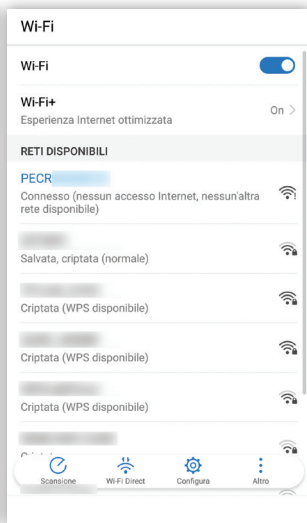 Wi-Fi
Wi-Fi
Wi-Fi+
Esperienza Internet ottimizzata
On
RETI DISPONIBILI
PECR
Connesso (nessun accesso Internet, nessun'altra
rete disponibile)
Salvata, criptata (normale)
Criptata (WPS disponibile)
Criptata (WPS disponibile)
Criptata (WPS disponibile)
Scansione
Wi-Fi Direct
Configura
Altro